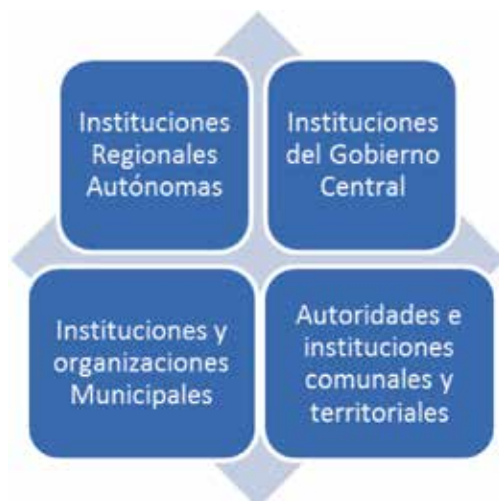 Instituciones
Regionales
Autónomas
Instituciones
del Gobierno
Central
Instituciones y
organizaciones
Municipales
Autoridades e
instituciones
comunales y
territoriales